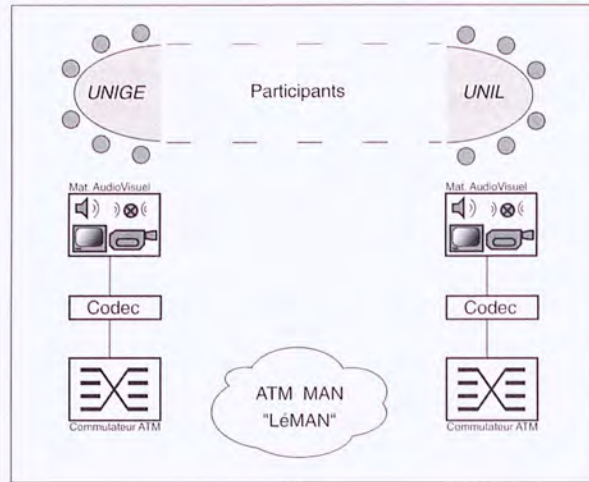 UNIGE
Participants
UNIL
Mat. AudioVisuel
Mat. AudioVisuel
Codec
Codec
ATM MAN
"LéMAN"
Commutateur ATM
Commutateur ATM